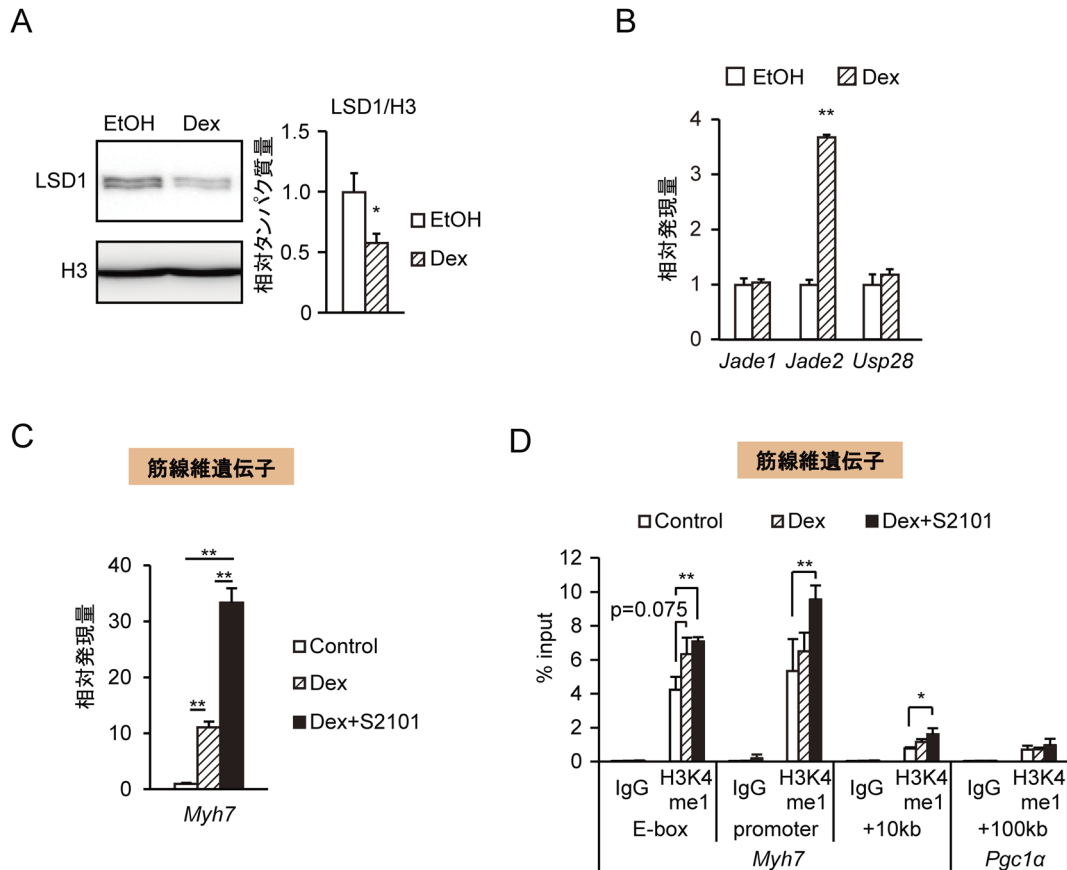 A
EtOH Dex
LSD1
H3
LSD1/H3
相対タンパク質量
1.5
1.0
0.5
0
*
EtOH
Dex
B
EtOH Dex
相対発現量
4
3
2
1
0
**
Jade1 Jade2 Usp28
C
筋線維遺伝子
相対発現量
40
30
20
10
0
**
**
**
Control
Dex
Dex+S2101
Myh7
D
筋線維遺伝子
Control Dex Dex+S2101
% input
12
10
8
6
4
2
0
p=0.075
**
**
*
IgG H3K4 IgG H3K4 IgG H3K4 IgG H3K4
me1 me1 me1 me1
E-box promoter +10kb +100kb
Myh7 Pgc1α